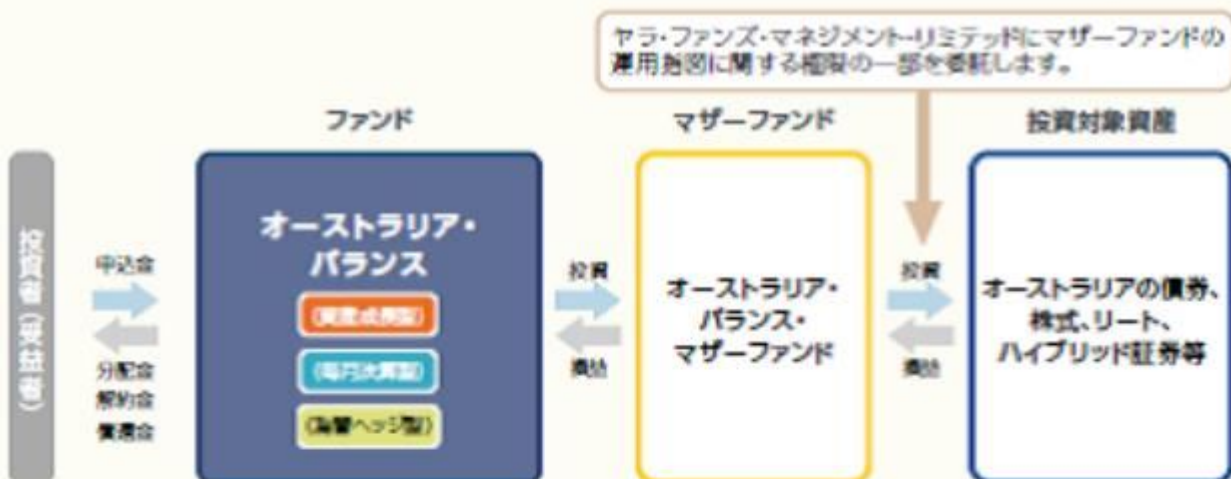 ヤラ・ファンズ・マネジメント・リミテッドにマザーファンドの
運用指図に関する権限の一部を委託します。
ファンド
マザーファンド
投資対象資産
投資者(受益者)
申込金
分配金
解約金
償還金
オーストラリア・
バランス
(資産成長型)
(毎月決算型)
(為替ヘッジ型)
投資
損益
オーストラリア・
バランス・
マザーファンド
投資
損益
オーストラリアの債券、
株式、リート、
ハイブリッド証券等